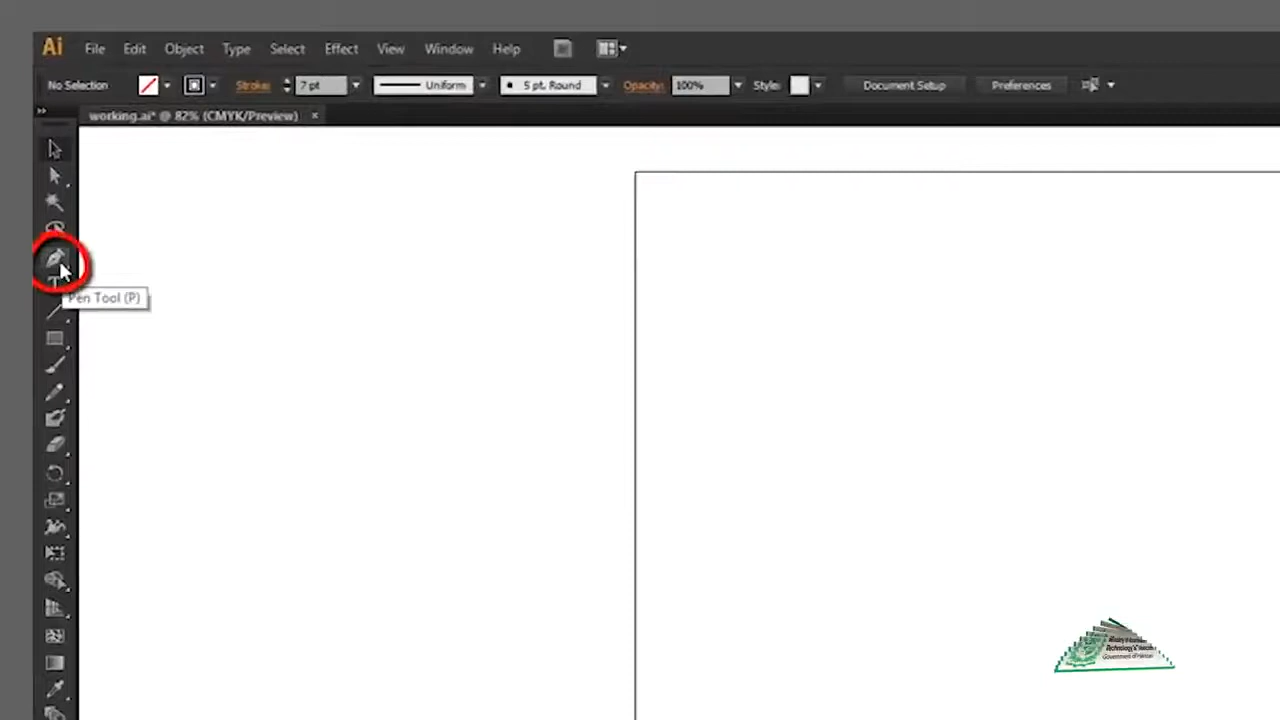 Ai File Edit Object Type Select Effect View Window Help
No Selection Stroke: 7 pt Uniform 5 pt. Round Opacity: 100% Style: Document Setup Preferences
working.ai* @ 82% (CMYK/Preview) ×
T
Pen Tool (P)